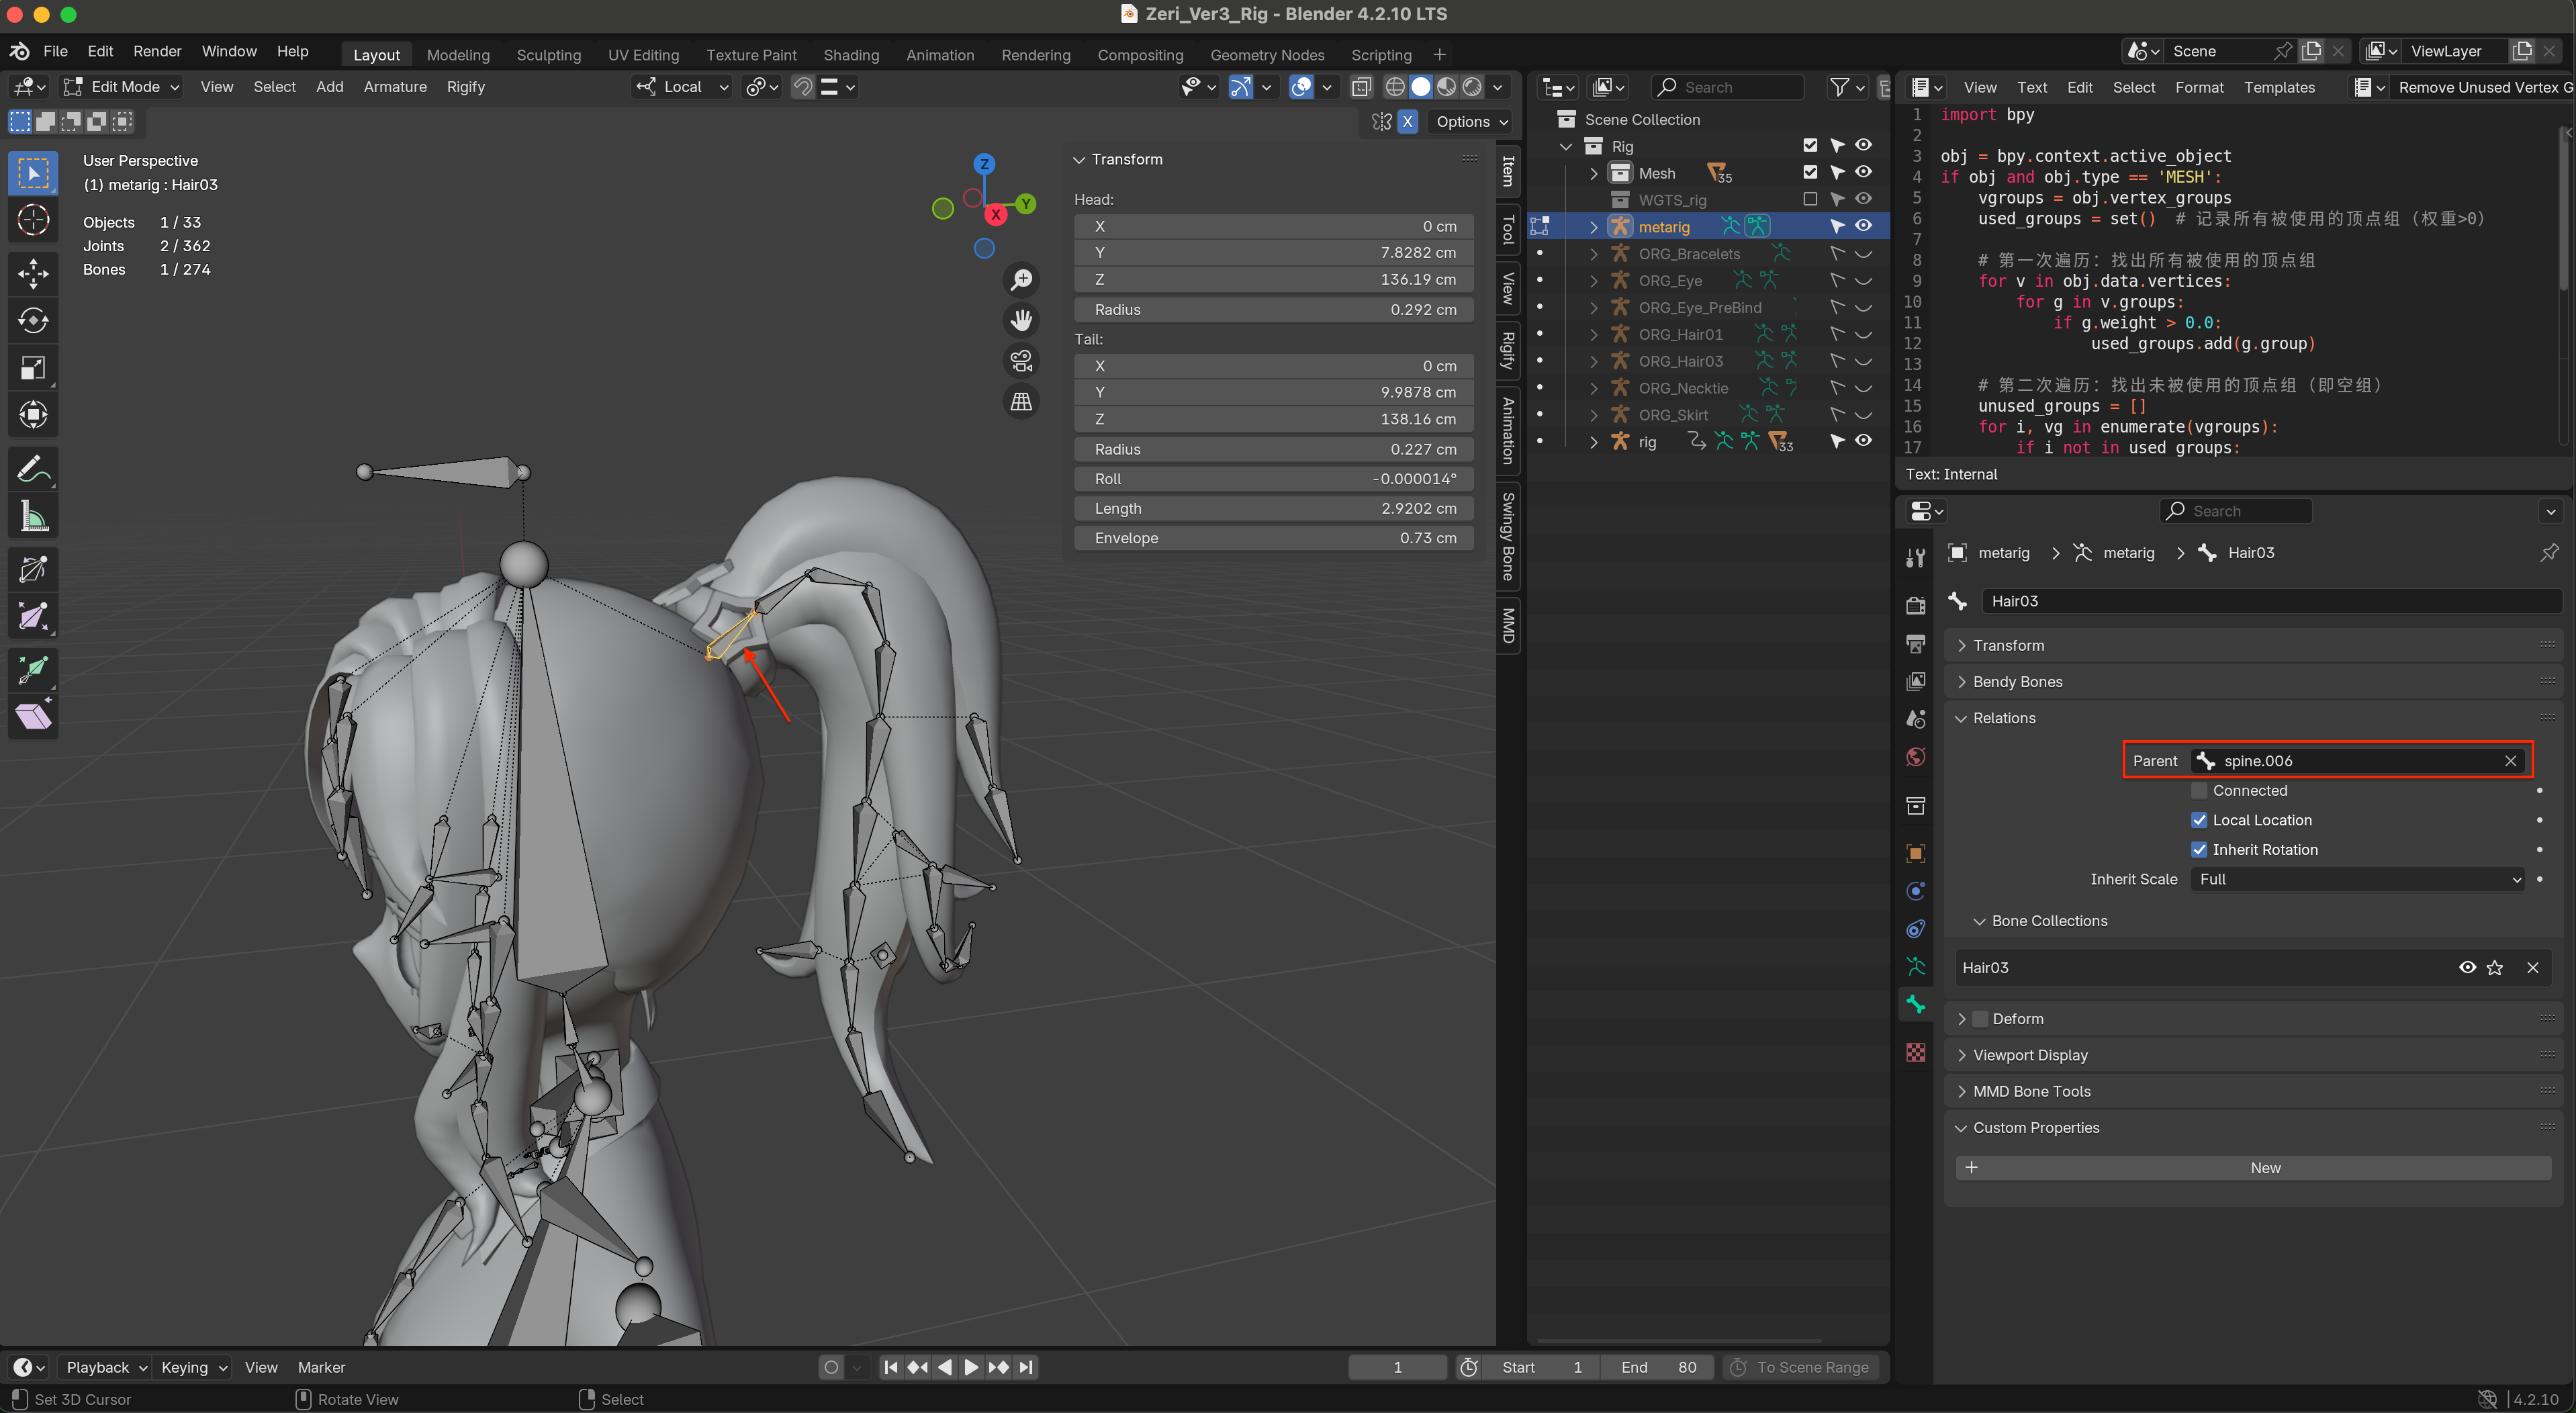 Zeri_Ver3_Rig - Blender 4.2.10 LTS
File Edit Render Window Help
Layout Modeling Sculpting UV Editing Texture Paint Shading Animation Rendering Compositing Geometry Nodes Scripting +
Scene ViewLayer
Edit Mode View Select Add Armature Rigify Local
X Options
User Perspective
(1) metarig : Hair03
Objects 1 / 33
Joints 2 / 362
Bones 1 / 274
Z
Y
X
Transform
Head:
X 0 cm
Y 7.8282 cm
Z 136.19 cm
Radius 0.292 cm
Tail:
X 0 cm
Y 9.9878 cm
Z 138.16 cm
Radius 0.227 cm
Roll -0.000014°
Length 2.9202 cm
Envelope 0.73 cm
Item
Tool
View
Rigify
Animation
Swingy Bone
MMD
Search
Scene Collection
Rig
Mesh 35
WGTS_rig
metarig
ORG_Bracelets
ORG_Eye
ORG_Eye_PreBind
ORG_Hair01
ORG_Hair03
ORG_Necktie
ORG_Skirt
rig 33
View Text Edit Select Format Templates Remove Unused Vertex G
1 import bpy
2
3 obj = bpy.context.active_object
4 if obj and obj.type == 'MESH':
5 vgroups = obj.vertex_groups
6 used_groups = set() # 记录所有被使用的顶点组（权重>0）
7
8 # 第一次遍历：找出所有被使用的顶点组
9 for v in obj.data.vertices:
10 for g in v.groups:
11 if g.weight > 0.0:
12 used_groups.add(g.group)
13
14 # 第二次遍历：找出未被使用的顶点组（即空组）
15 unused_groups = []
16 for i, vg in enumerate(vgroups):
17 if i not in used_groups:
Text: Internal
Search
metarig > metarig > Hair03
Hair03
Transform
Bendy Bones
Relations
Parent spine.006
Connected
Local Location
Inherit Rotation
Inherit Scale Full
Bone Collections
Hair03
Deform
Viewport Display
MMD Bone Tools
Custom Properties
+ New
Playback Keying View Marker 1 Start 1 End 80 To Scene Range
Set 3D Cursor Rotate View Select 4.2.10